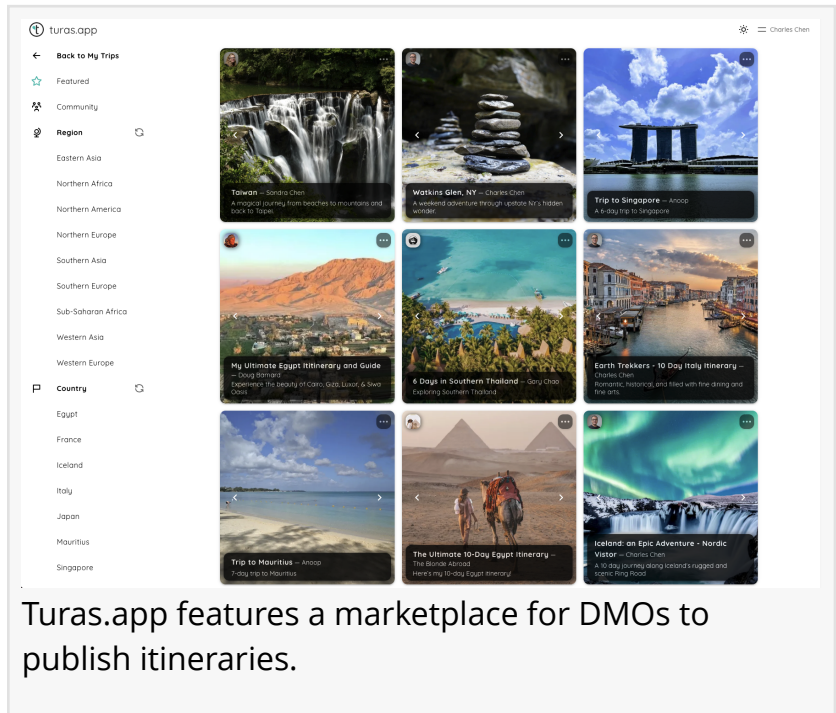 turas.app
Charles Chen
Back to My Trips
Featured
Community
Region
Eastern Asia
Northern Africa
Northern America
Northern Europe
Southern Asia
Southern Europe
Sub-Saharan Africa
Western Asia
Western Europe
Country
Egypt
France
Iceland
Italy
Japan
Mauritius
Singapore
Taiwan — Sondra Chen
A magical journey from beaches to mountains and
back to Taipei.
Watkins Glen, NY — Charles Chen
A weekend adventure through upstate NY's hidden
wonder.
Trip to Singapore — Anoop
A 6-day trip to Singapore
My Ultimate Egypt Ititinerary and Guide
— Doug Barnard
Experience the beauty of Cairo, Giza, Luxor, & Siwa
Oasis
6 Days in Southern Thailand — Gary Chao
Exploring Southern Thailand
Earth Trekkers - 10 Day Italy Itinerary —
Charles Chen
Romantic, historical, and filled with fine dining and
fine arts.
Trip to Mauritius — Anoop
7-day trip to Mauritius
The Ultimate 10-Day Egypt Itinerary —
The Blonde Abroad
Here's my 10-day Egypt itinerary!
Iceland: an Epic Adventure - Nordic
Vistor — Charles Chen
A 10 day journey along Iceland's rugged and
scenic Ring Road
Turas.app features a marketplace for DMOs to
publish itineraries.